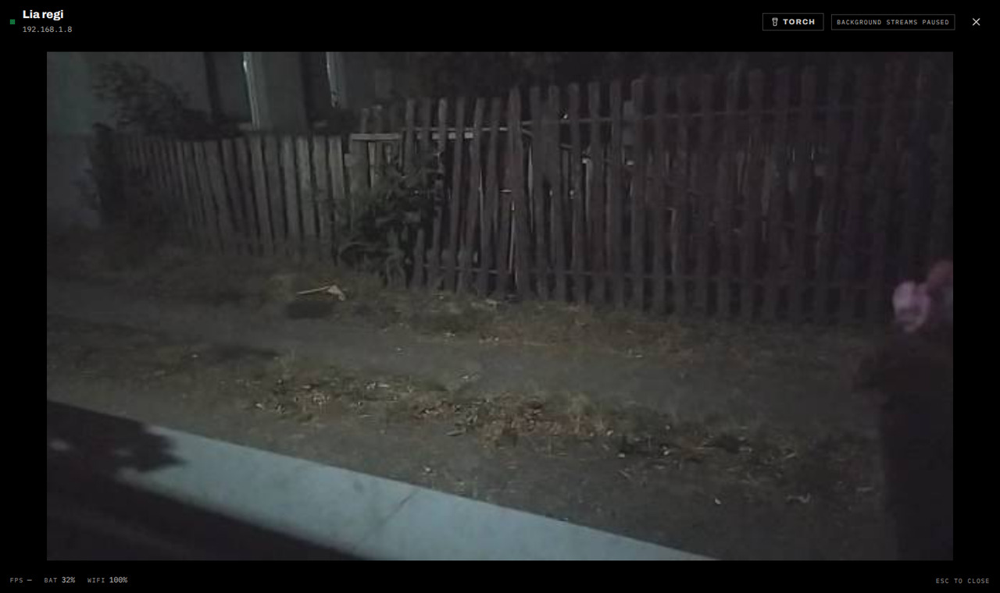 Lia regi
192.168.1.8
TORCH
BACKGROUND STREAMS PAUSED
FPS — BAT 32% WIFI 100%
ESC TO CLOSE